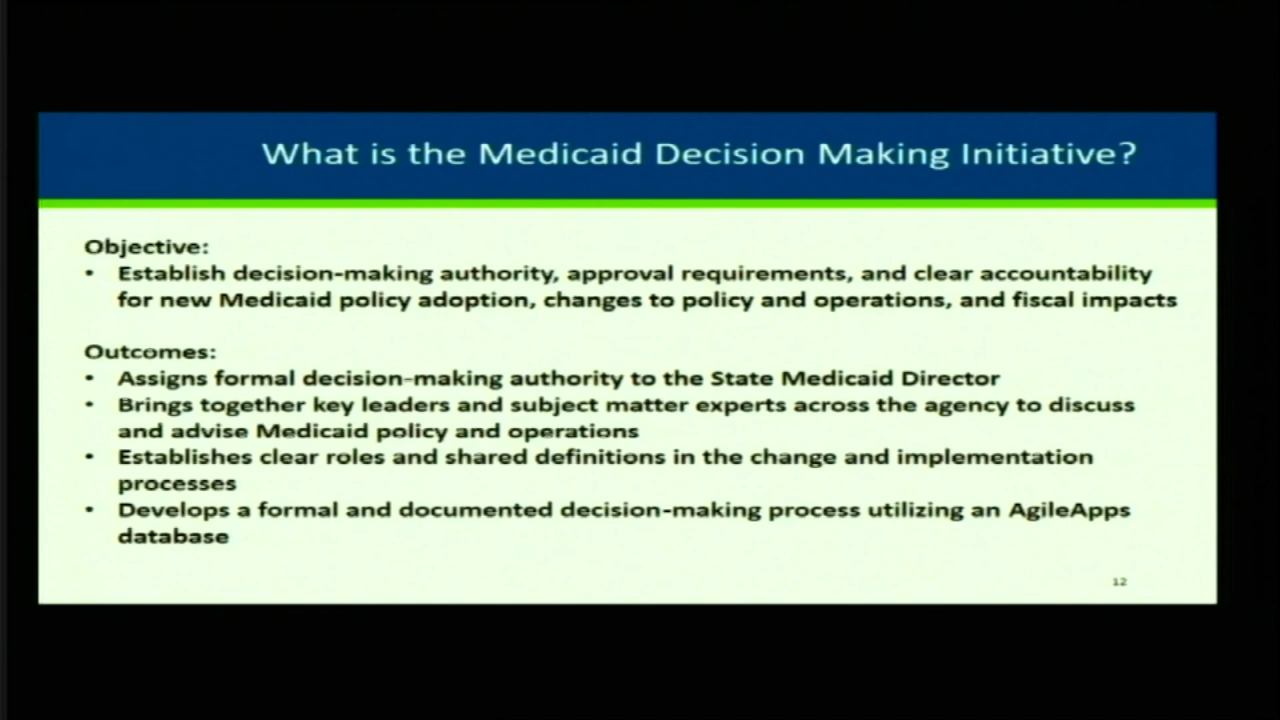 What is the Medicaid Decision Making Initiative?
Objective:
• Establish decision-making authority, approval requirements, and clear accountability
for new Medicaid policy adoption, changes to policy and operations, and fiscal impacts
Outcomes:
• Assigns formal decision-making authority to the State Medicaid Director
• Brings together key leaders and subject matter experts across the agency to discuss
and advise Medicaid policy and operations
• Establishes clear roles and shared definitions in the change and implementation
processes
• Develops a formal and documented decision-making process utilizing an AgileApps
database
12